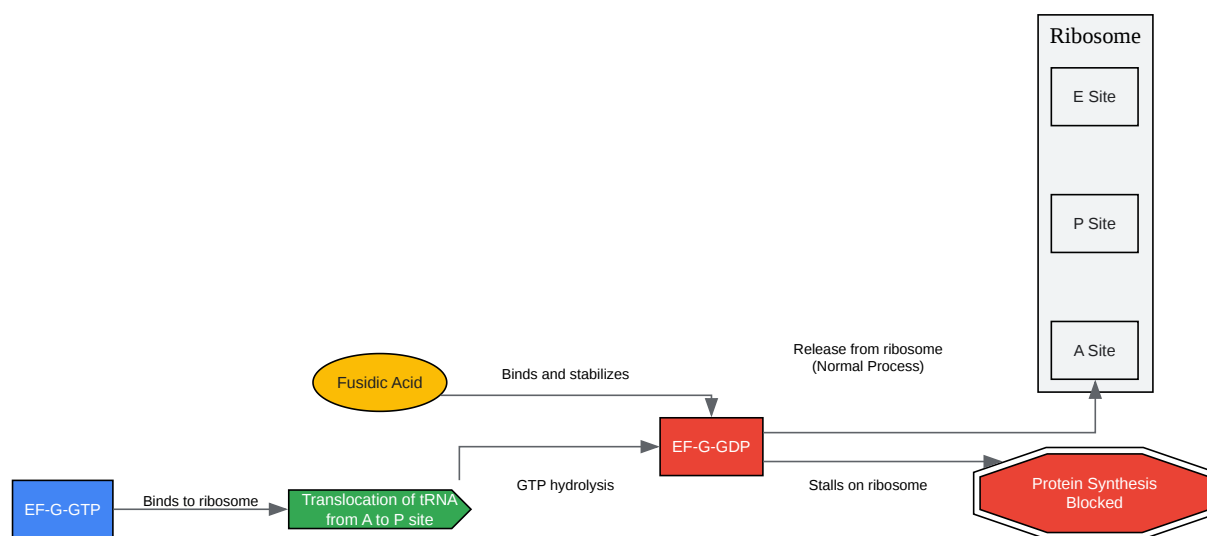 Ribosome
E Site
P Site
A Site
Release from ribosome
(Normal Process)
Fusidic Acid
Binds and stabilizes
EF-G-GDP
GTP hydrolysis
Stalls on ribosome
Protein Synthesis
Blocked
EF-G-GTP
Binds to ribosome
Translocation of tRNA
from A to P site